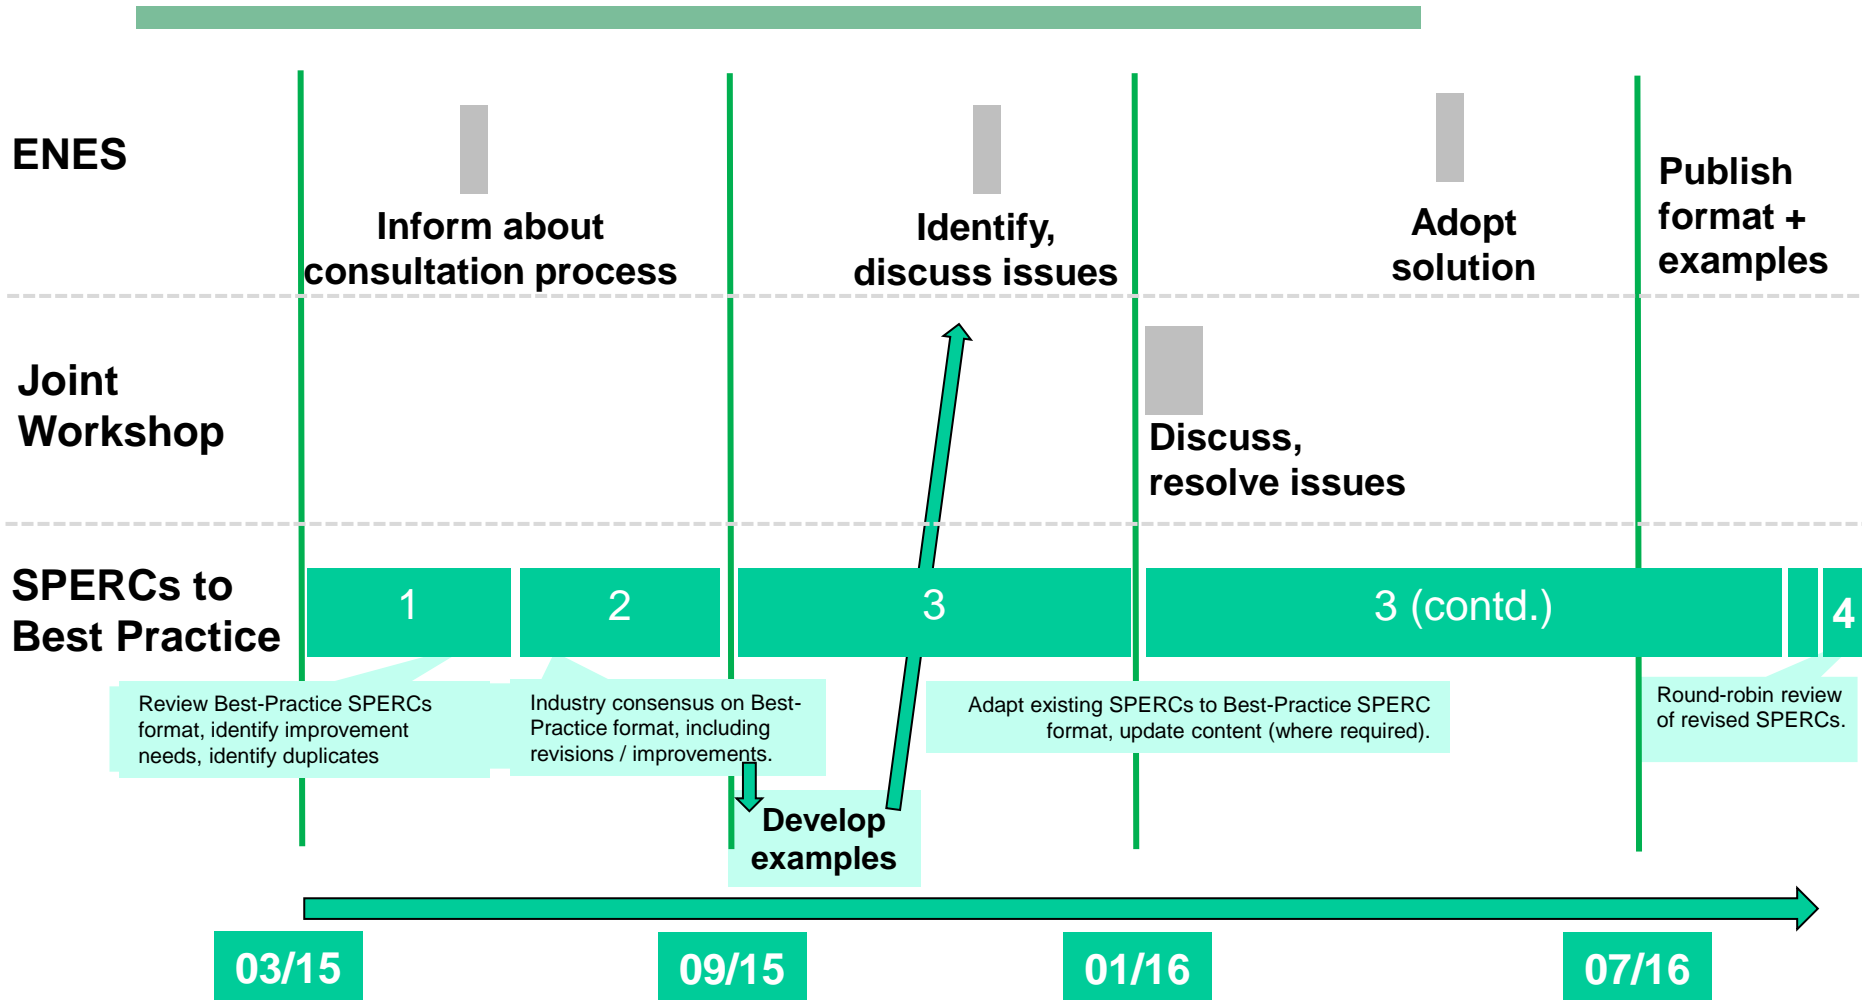 ENES
Inform about
consultation process
Identify,
discuss issues
Adopt
solution
Publish
format +
examples
Joint
Workshop
Discuss,
resolve issues
SPERCs to
Best Practice
1
2
3
3 (contd.)
4
Review Best-Practice SPERCs
format, identify improvement
needs, identify duplicates
Industry consensus on Best-
Practice format, including
revisions / improvements.
Adapt existing SPERCs to Best-Practice SPERC
format, update content (where required).
Round-robin review
of revised SPERCs.
Develop
examples
03/15
09/15
01/16
07/16